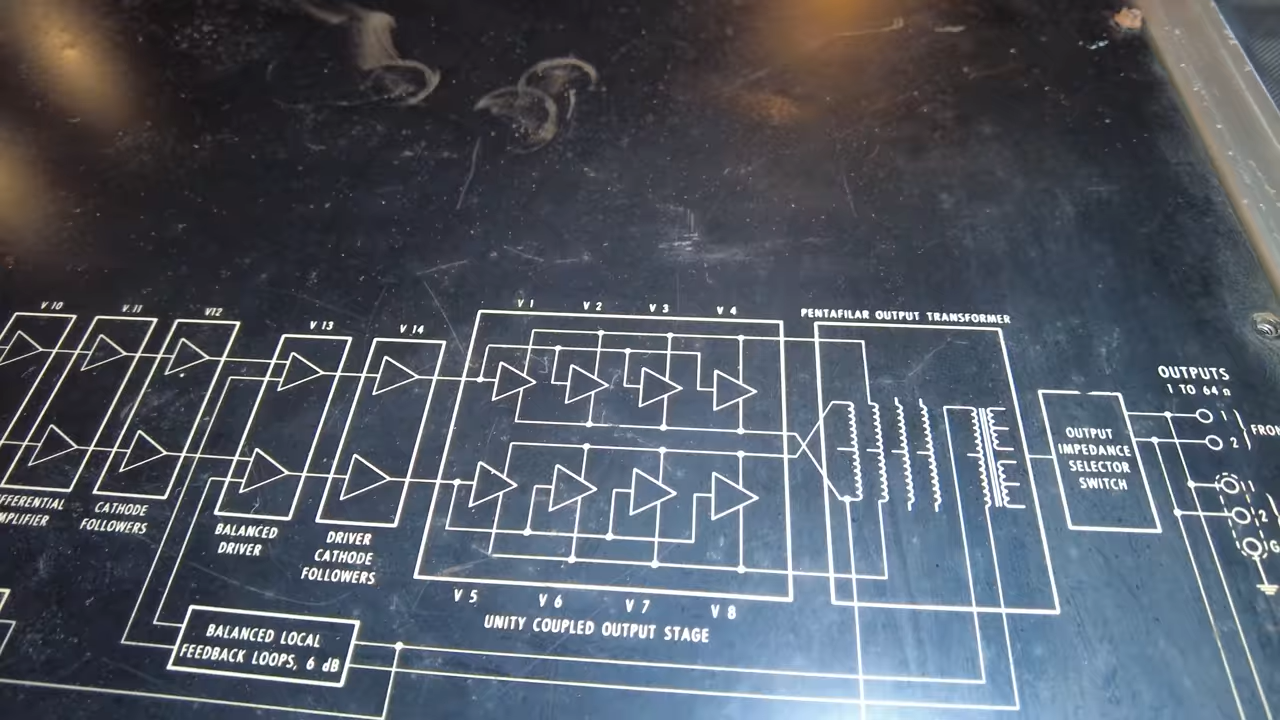 V 10
V 11
V12
V 13
V 14
V 1
V 2
V 3
V 4
PENTAFILAR OUTPUT TRANSFORMER
OUTPUTS
1 TO 64 Ω
1
2
FRON
OUTPUT
IMPEDANCE
SELECTOR
SWITCH
1
2
G
FFERENTIAL
MPLIFIER
CATHODE
FOLLOWERS
BALANCED
DRIVER
DRIVER
CATHODE
FOLLOWERS
V 5
V 6
V 7
V 8
UNITY COUPLED OUTPUT STAGE
BALANCED LOCAL
FEEDBACK LOOPS, 6 dB